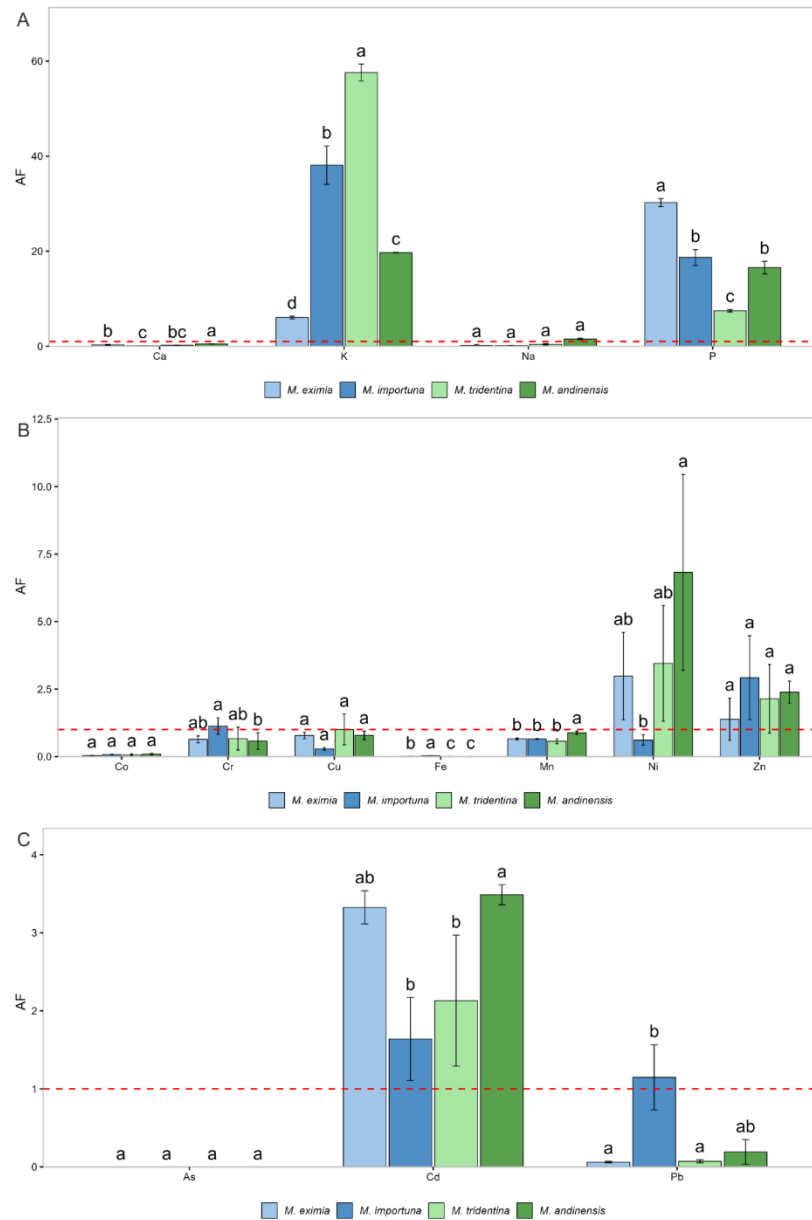 A
AF
60
40
20
0
b c bc a
d b a c
a a a a
a b c b
Ca K Na P
M. eximia M. importuna M. tridentina M. andinensis
B
AF
12.5
10.0
7.5
5.0
2.5
0.0
a a a a
ab a ab b
a b a a
b a c c
b b b a
ab b ab a
a a a a
Co Cr Cu Fe Mn Ni Zn
M. eximia M. importuna M. tridentina M. andinensis
C
AF
4
3
2
1
0
a a a a
ab b b a
a b a ab
As Cd Pb
M. eximia M. importuna M. tridentina M. andinensis